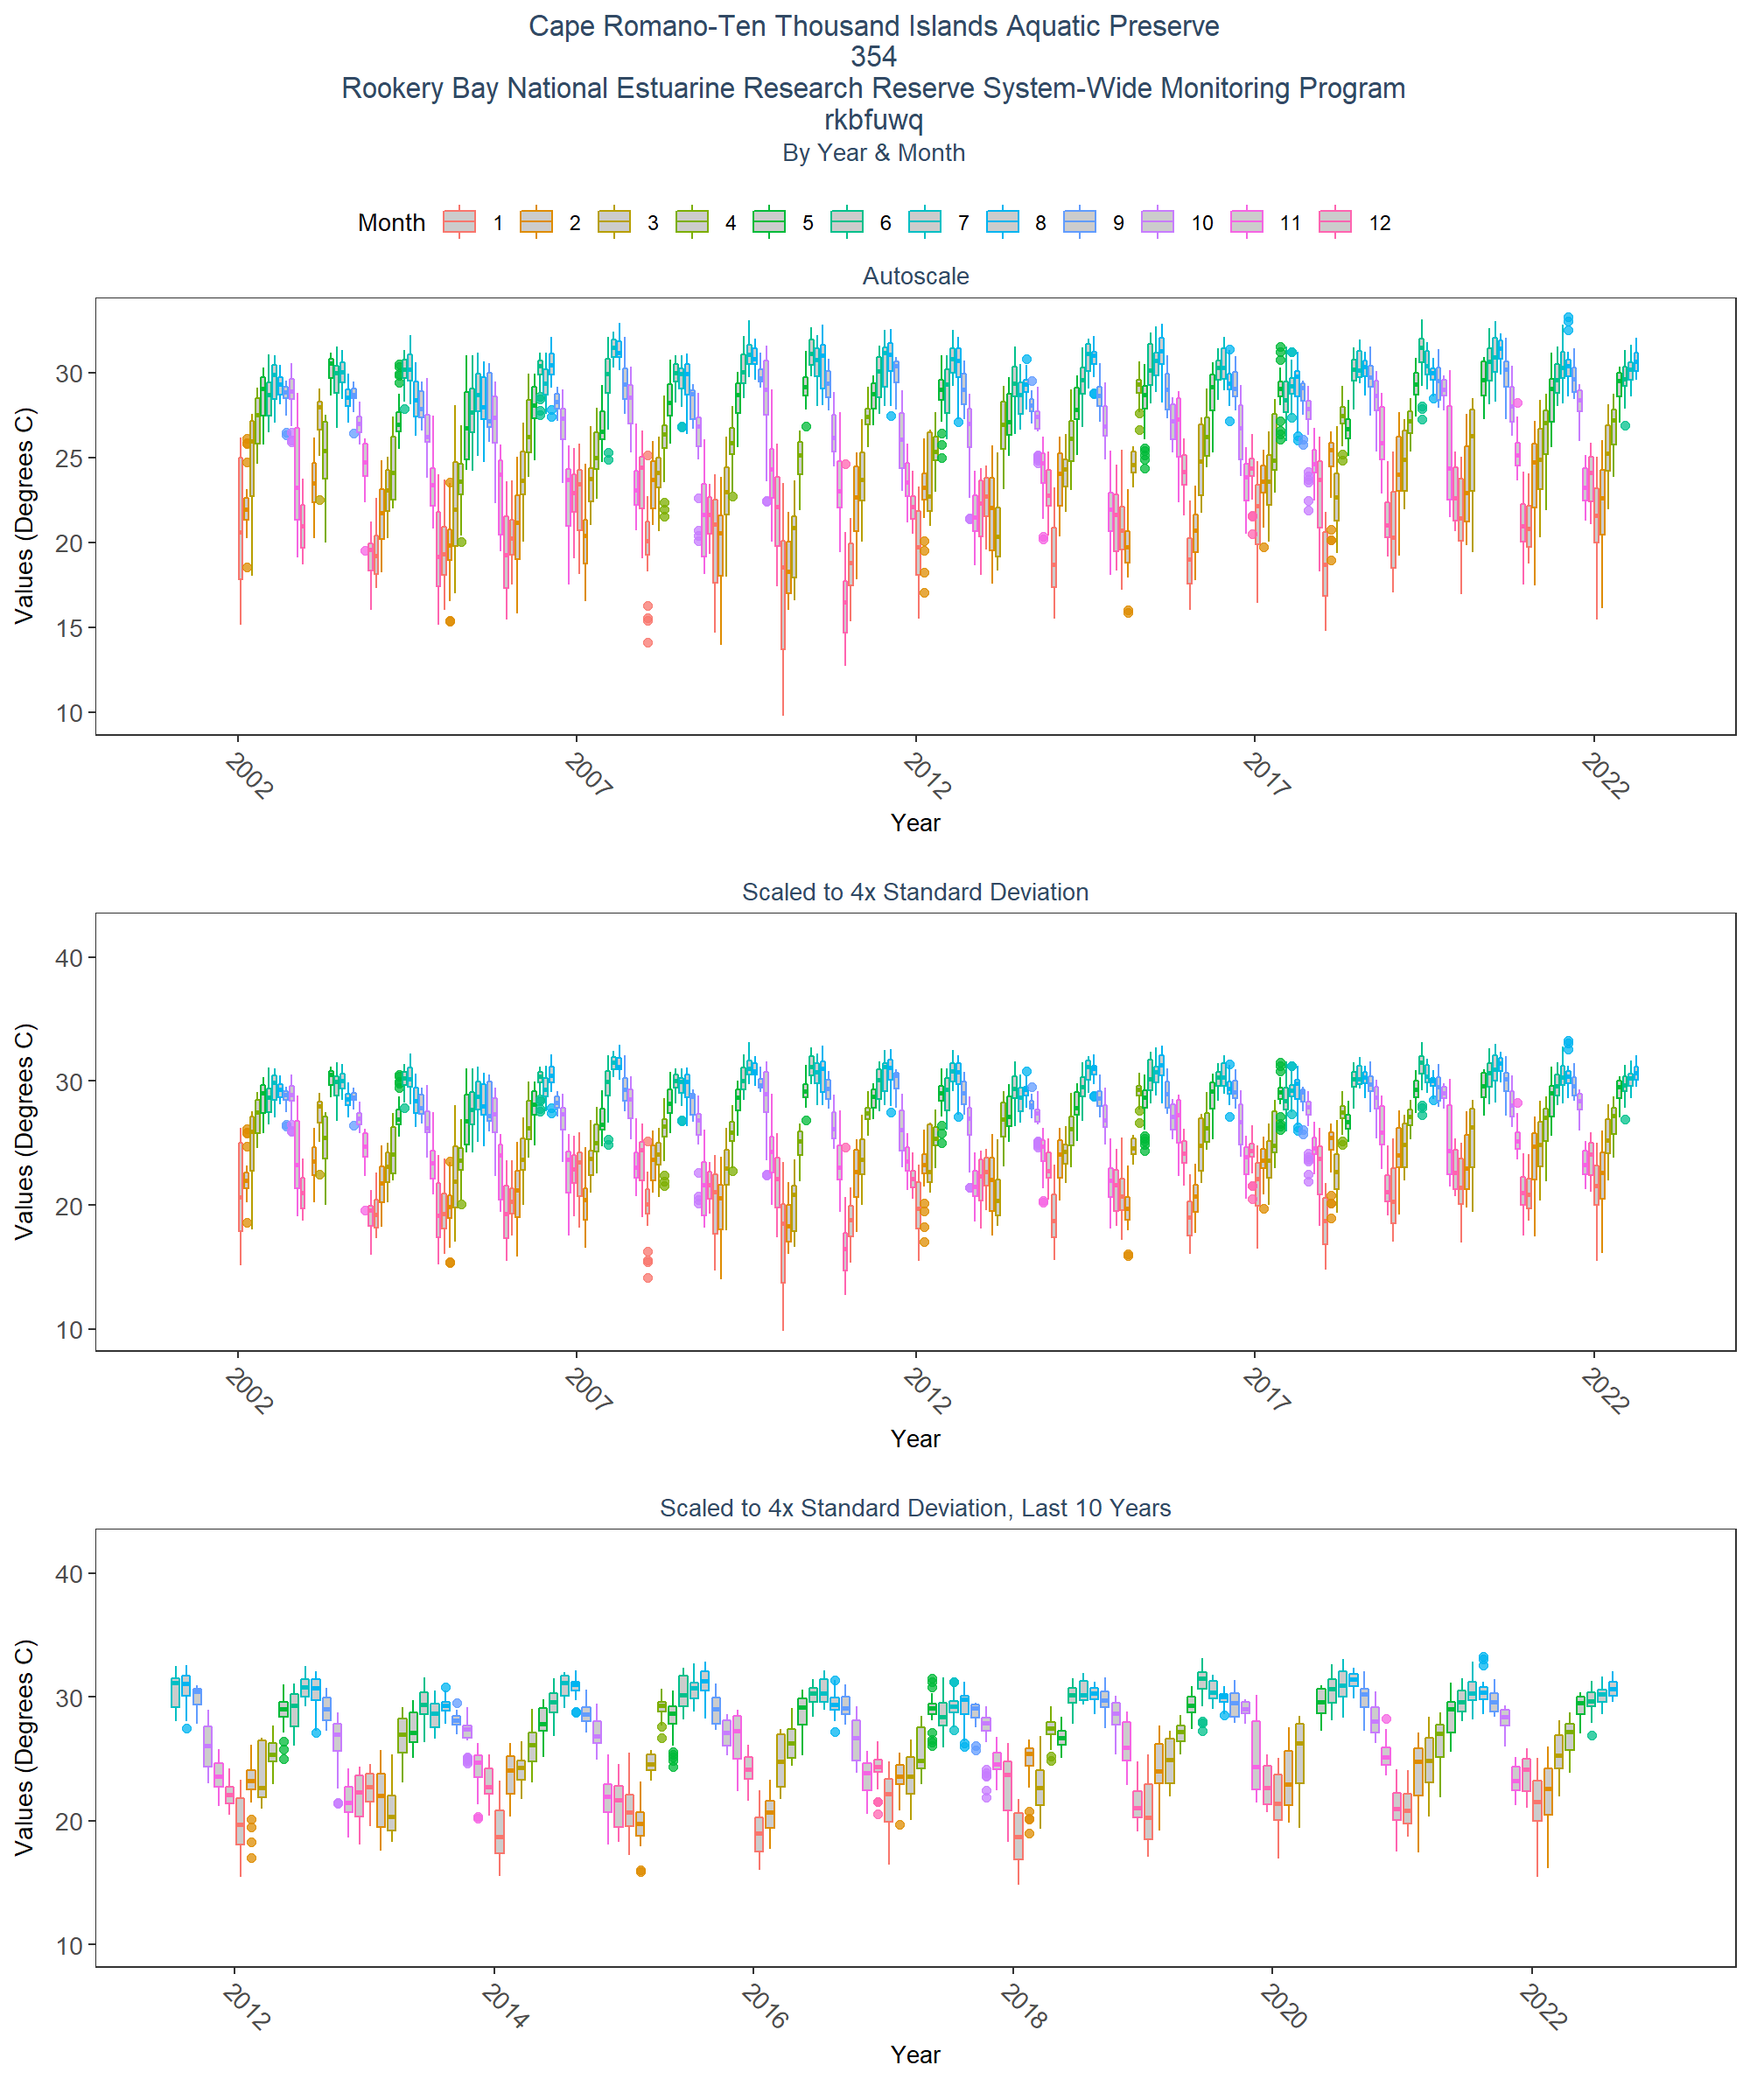 Cape Romano-Ten Thousand Islands Aquatic Preserve
354
Rookery Bay National Estuarine Research Reserve System-Wide Monitoring Program
rkbfuwq
By Year & Month
Month 1 2 3 4 5 6 7 8 9 10 11 12
Autoscale
Values (Degrees C)
30
25
20
15
10
2002 2007 2012 2017 2022
Year
Scaled to 4x Standard Deviation
Values (Degrees C)
40
30
20
10
2002 2007 2012 2017 2022
Year
Scaled to 4x Standard Deviation, Last 10 Years
Values (Degrees C)
40
30
20
10
2012 2014 2016 2018 2020 2022
Year